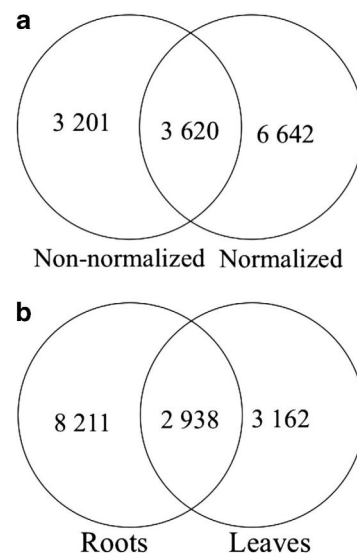 a
3 201 3 620 6 642
Non-normalized Normalized
b
8 211 2 938 3 162
Roots Leaves